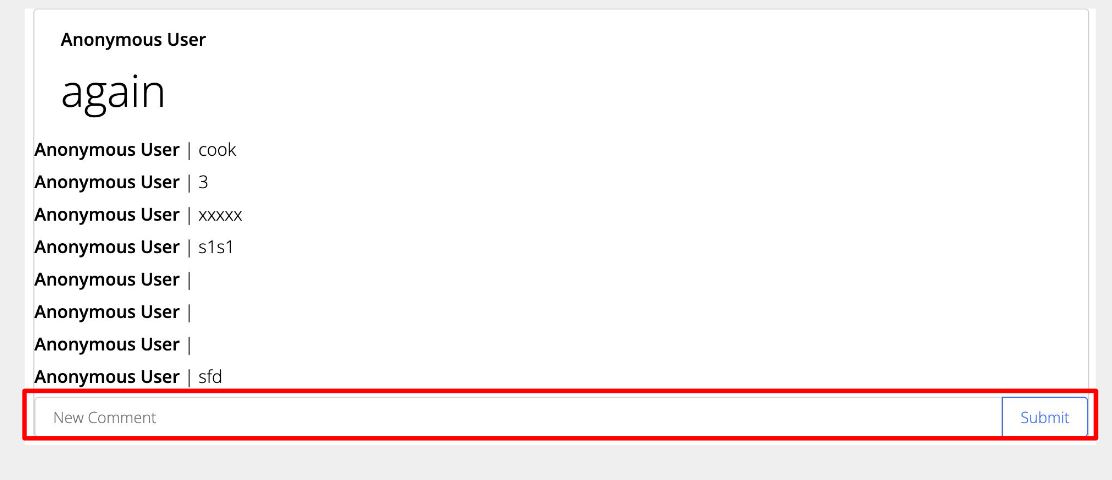 Anonymous User
again
Anonymous User | cook
Anonymous User | 3
Anonymous User | xxxxx
Anonymous User | s1s1
Anonymous User |
Anonymous User |
Anonymous User |
Anonymous User | sfd
New Comment Submit